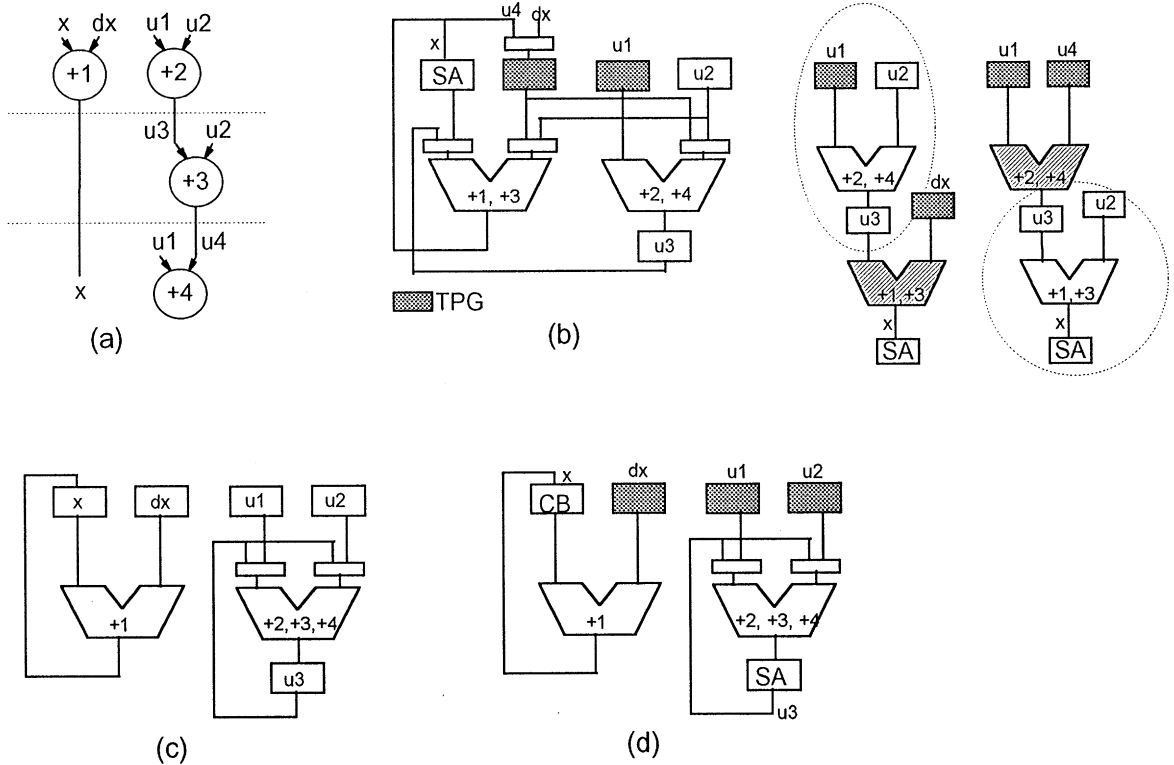 x dx u1 u2
+1 +2
u3 u2
+3
u1 u4
x +4
(a)
u4 dx
x u1
SA u2
+1, +3 +2, +4
u3
TPG
(b)
u1 u2
+2, +4
u3 dx
+1,+3
x
SA
u1 u4
+2, +4
u3 u2
+1,+3
x
SA
x dx u1 u2
+1 +2,+3,+4
u3
(c)
x dx u1 u2
CB
+1 +2, +3, +4
SA
u3
(d)